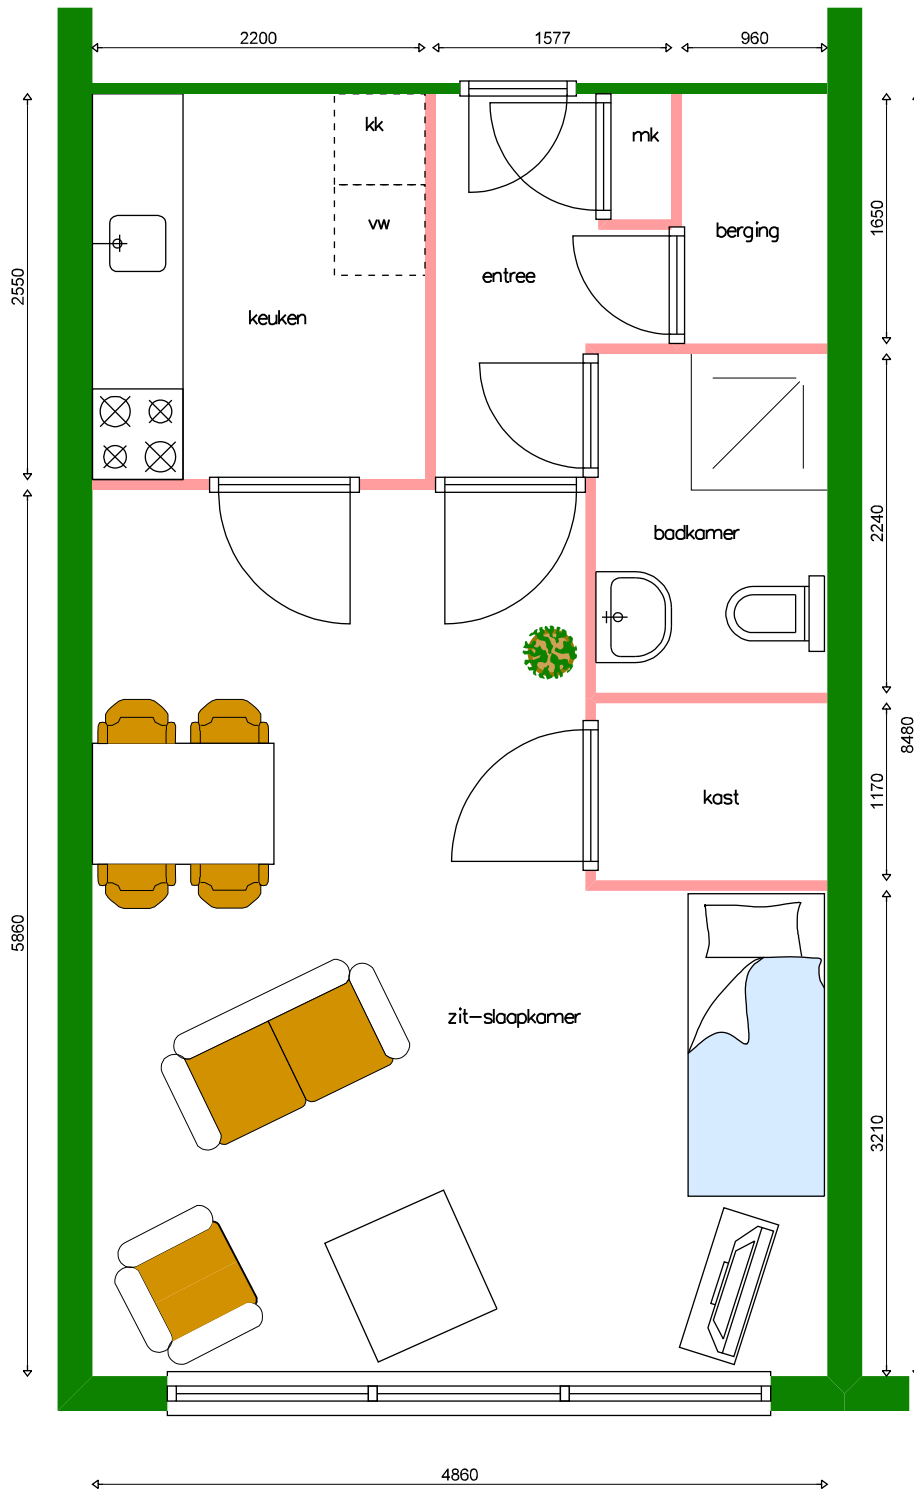 2200 1577 960
kk
mk
vw
berging
1650
entree
2550
keuken
2240
badkamer
8480
1170
kast
5860
zit-slaapkamer
3210
4860